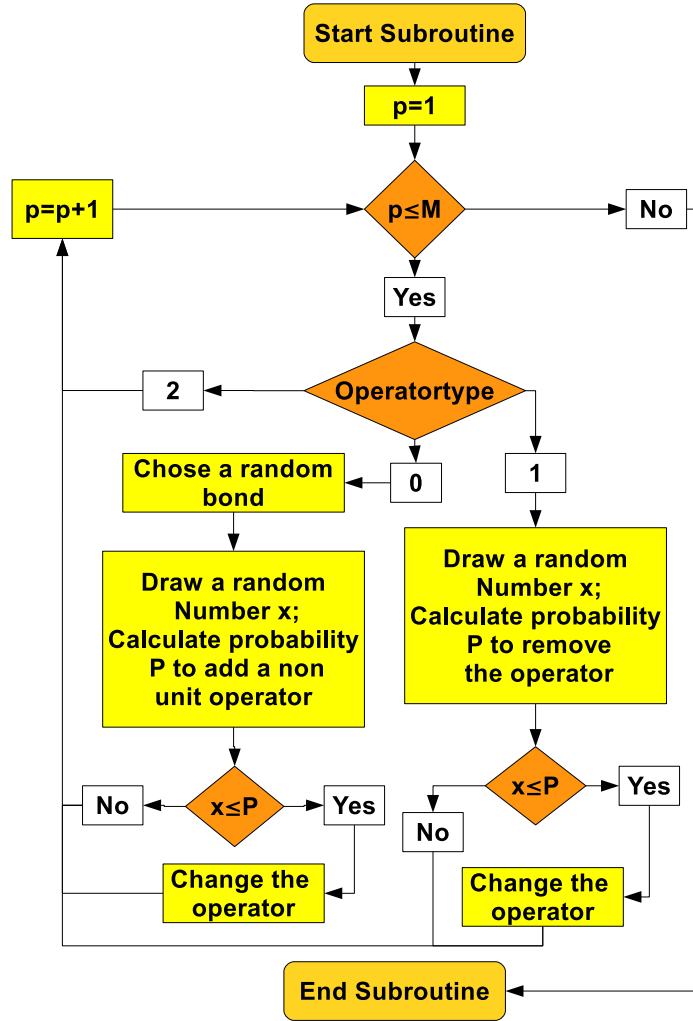 Start Subroutine
p=1
p=p+1
p≤M
No
Yes
Operatortype
2
0
1
Chose a random
bond
Draw a random
Number x;
Calculate probability
P to add a non
unit operator
Draw a random
Number x;
Calculate probability
P to remove
the operator
No
x≤P
Yes
No
x≤P
Yes
Change the
operator
Change the
operator
End Subroutine